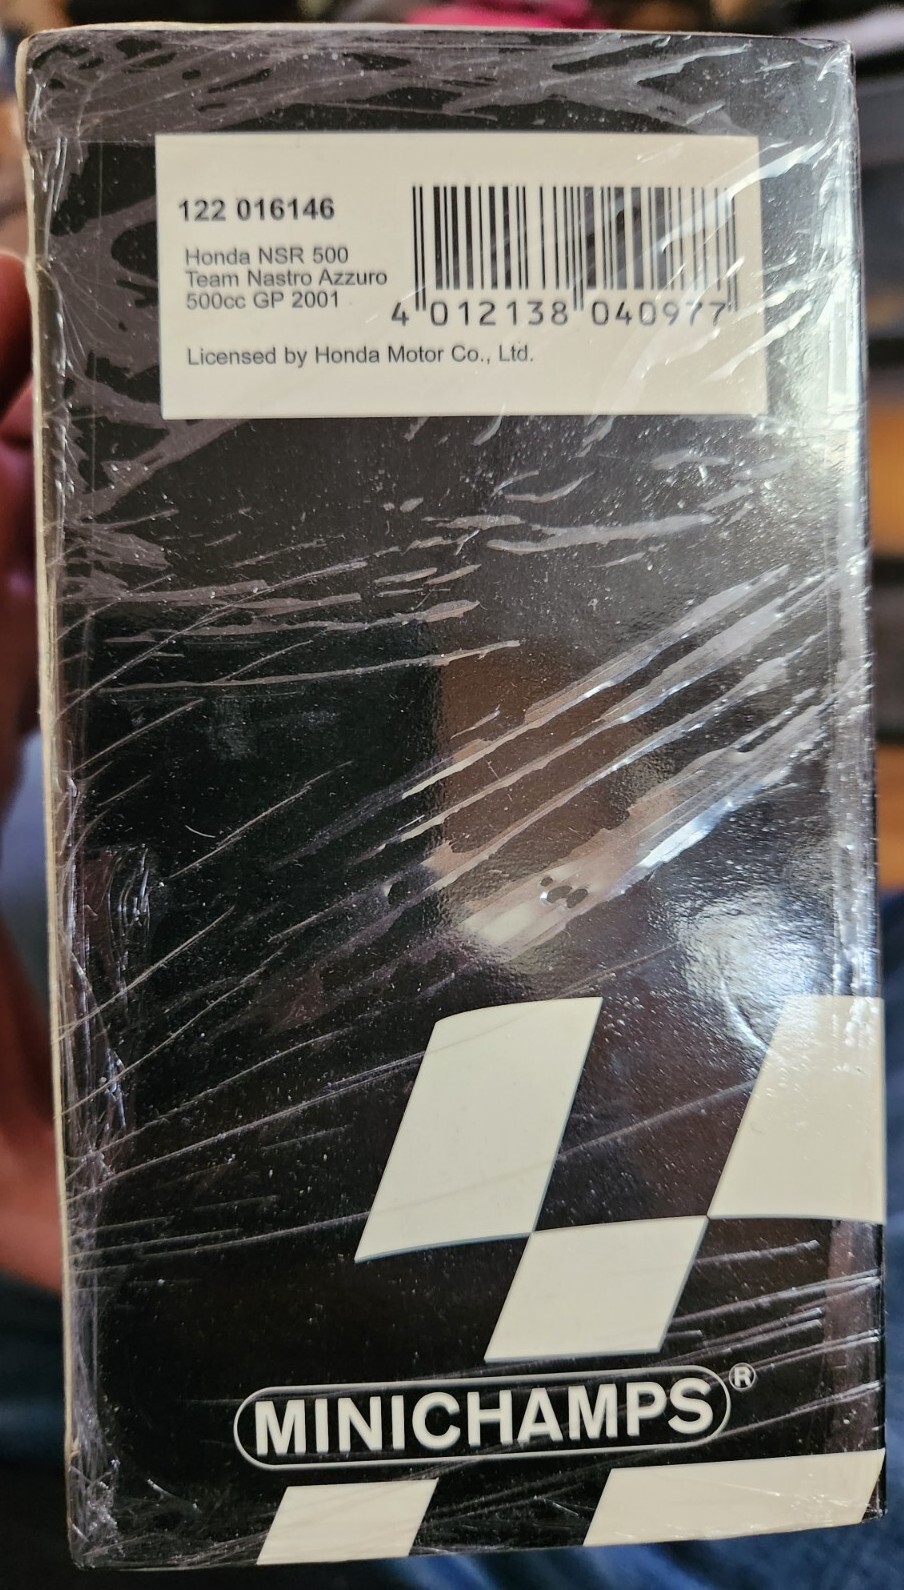 122 016146
Honda NSR 500
Team Nastro Azzuro
500cc GP 2001
4 012138 040977
Licensed by Honda Motor Co., Ltd.
MINICHAMPS®